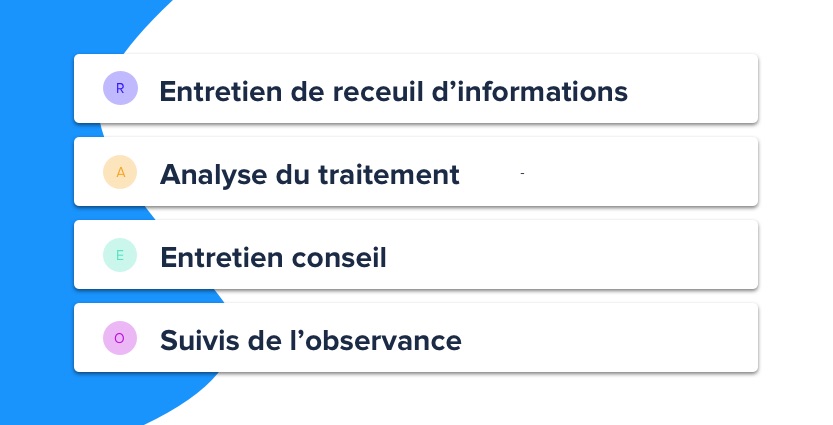 R Entretien de receuil d’informations
A Analyse du traitement -
E Entretien conseil
O Suivis de l’observance